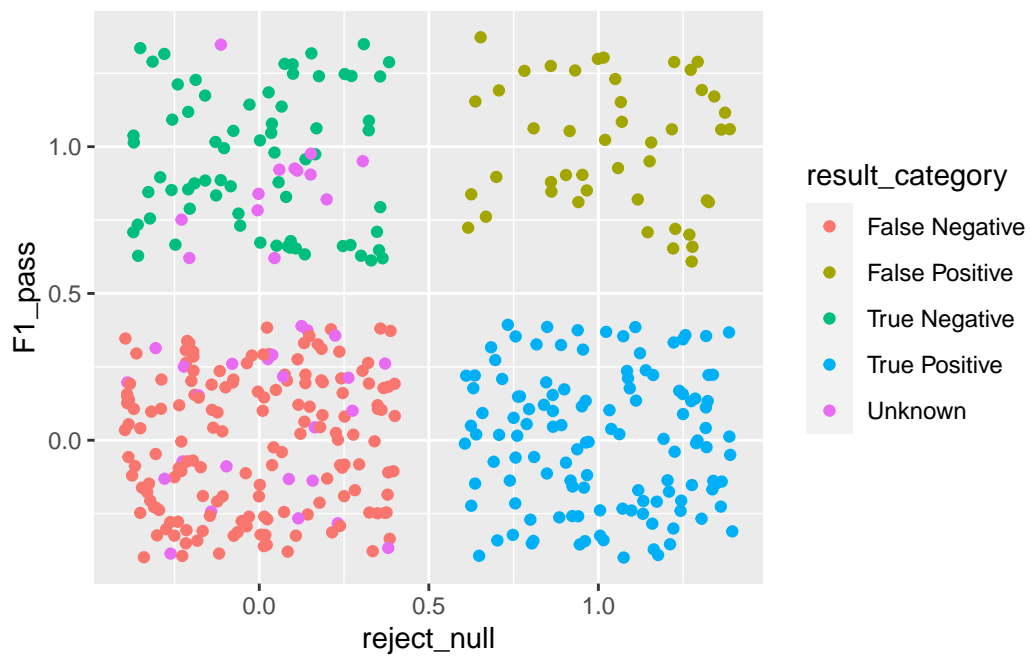 1.0
0.5
0.0
F1_pass
0.0
0.5
1.0
reject_null
result_category
False Negative
False Positive
True Negative
True Positive
Unknown